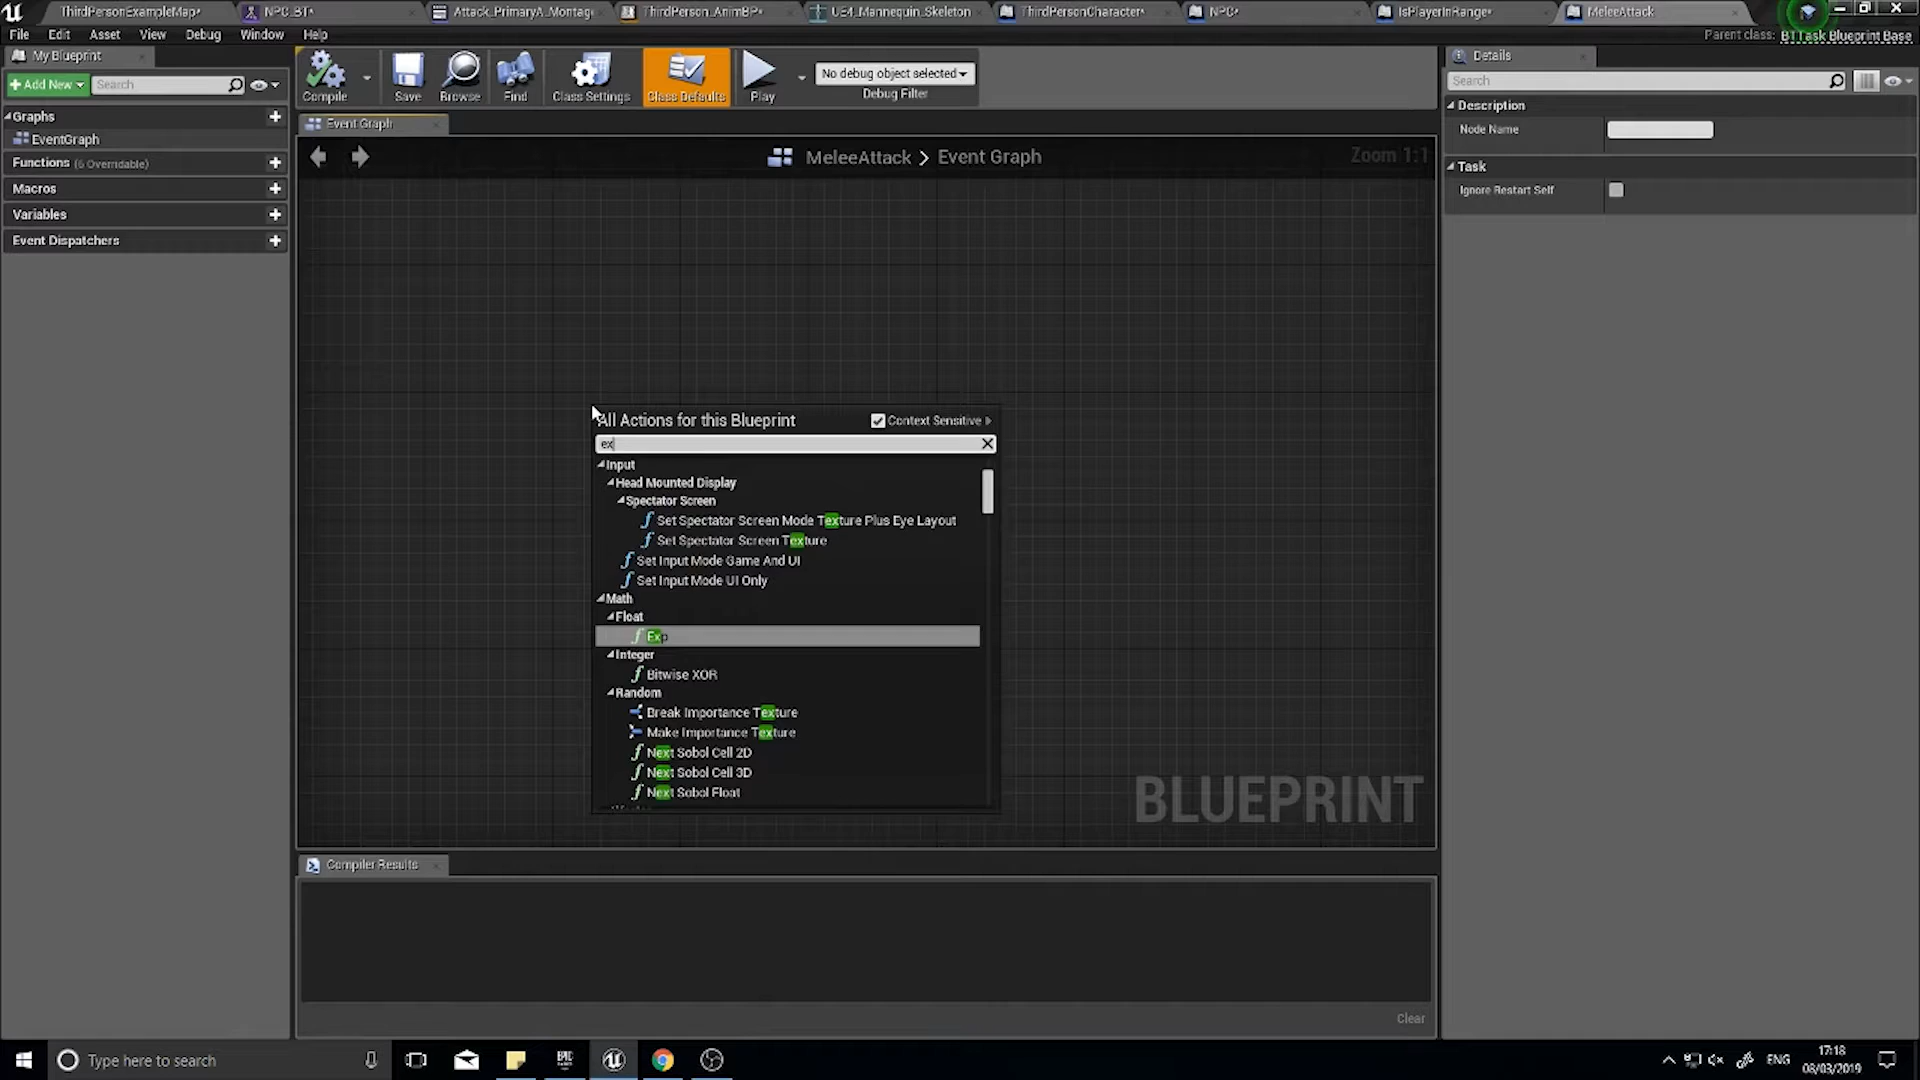 ThirdPersonExampleMap*
NPC_BT*
Attack_PrimaryA_Montag
ThirdPerson_AnimBP*
UE4_Mannequin_Skeleton
ThirdPersonCharacter*
NPC*
IsPlayerInRange*
MeleeAttack
File Edit Asset View Debug Window Help
Parent class: BTTask Blueprint Base
My Blueprint
Add New
Search
Graphs
EventGraph
Functions (6 Overridable)
Macros
Variables
Event Dispatchers
Compile
Save
Browse
Find
Class Settings
Class Defaults
Play
No debug object selected
Debug Filter
Event Graph
MeleeAttack > Event Graph
Zoom 1:1
All Actions for this Blueprint
Context Sensitive
ex
Input
Head Mounted Display
Spectator Screen
Set Spectator Screen Mode Texture Plus Eye Layout
Set Spectator Screen Texture
Set Input Mode Game And UI
Set Input Mode UI Only
Math
Float
Exp
Integer
Bitwise XOR
Random
Break Importance Texture
Make Importance Texture
Next Sobol Cell 2D
Next Sobol Cell 3D
Next Sobol Float
BLUEPRINT
Compiler Results
Clear
Details
Search
Description
Node Name
Task
Ignore Restart Self
Type here to search
EPIC
ENG
17:18
08/03/2019